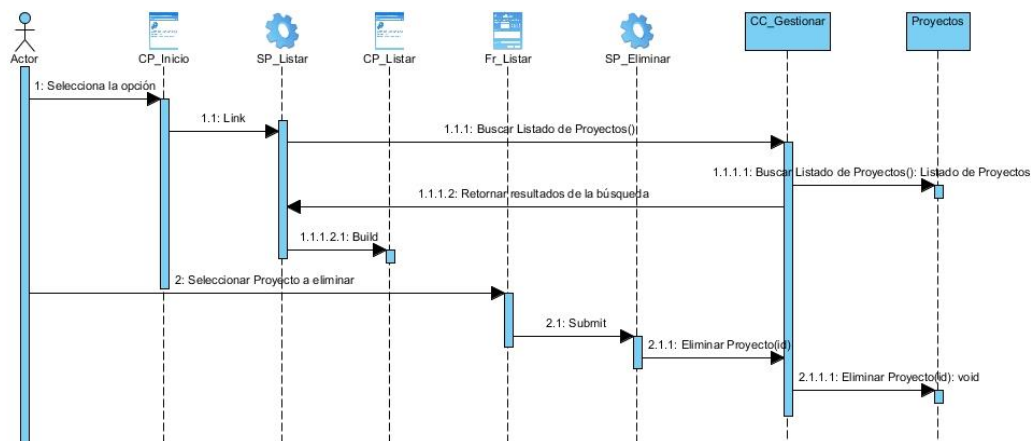 CC_Gestionar
Proyectos
Actor
CP_Inicio
SP_Listar
CP_Listar
Fr_Listar
SP_Eliminar
1: Selecciona la opción
1.1: Link
1.1.1: Buscar Listado de Proyectos()
1.1.1.1: Buscar Listado de Proyectos(): Listado de Proyectos
1.1.1.2: Retornar resultados de la búsqueda
1.1.1.2.1: Build
2: Seleccionar Proyecto a eliminar
2.1: Submit
2.1.1: Eliminar Proyecto(id)
2.1.1.1: Eliminar Proyecto(id): void